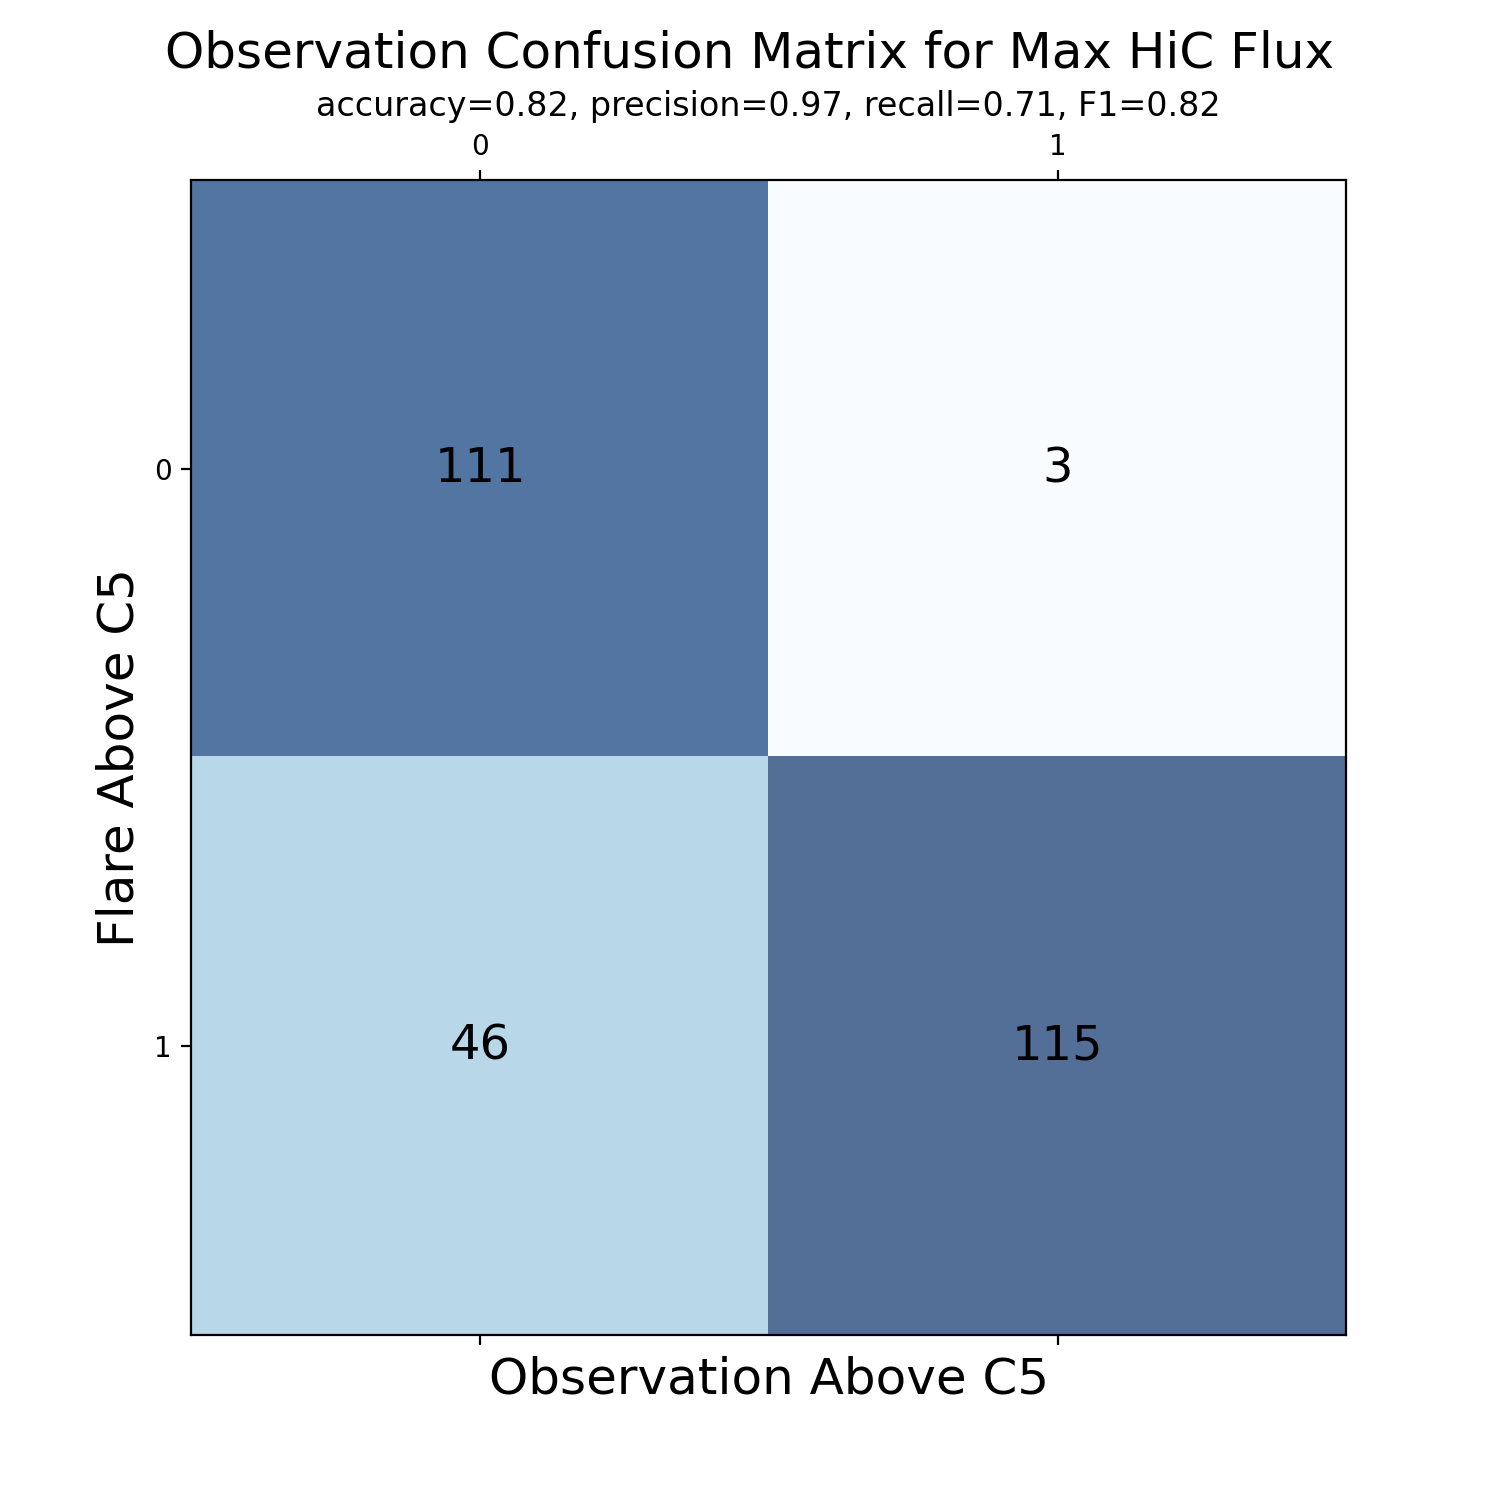 Observation Confusion Matrix for Max HiC Flux
accuracy=0.82, precision=0.97, recall=0.71, F1=0.82
0 1
0 111 3
Flare Above C5
1 46 115
Observation Above C5